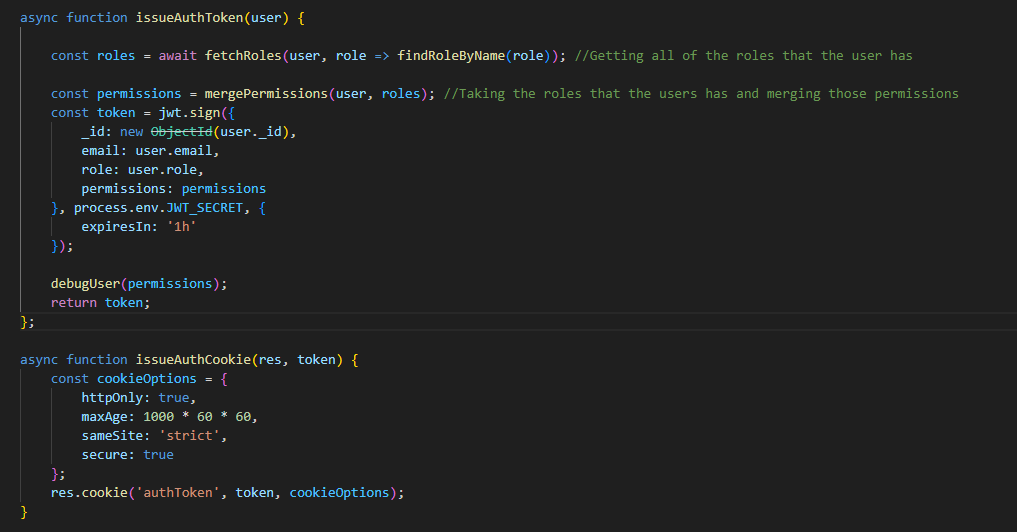 async function issueAuthToken(user) {
const roles = await fetchRoles(user, role => findRoleByName(role)); //Getting all of the roles that the user has
const permissions = mergePermissions(user, roles); //Taking the roles that the users has and merging those permissions
const token = jwt.sign({
_id: new ObjectId(user._id),
email: user.email,
role: user.role,
permissions: permissions
}, process.env.JWT_SECRET, {
expiresIn: '1h'
});
debugUser(permissions);
return token;
};
async function issueAuthCookie(res, token) {
const cookieOptions = {
httpOnly: true,
maxAge: 1000 * 60 * 60,
sameSite: 'strict',
secure: true
};
res.cookie('authToken', token, cookieOptions);
}